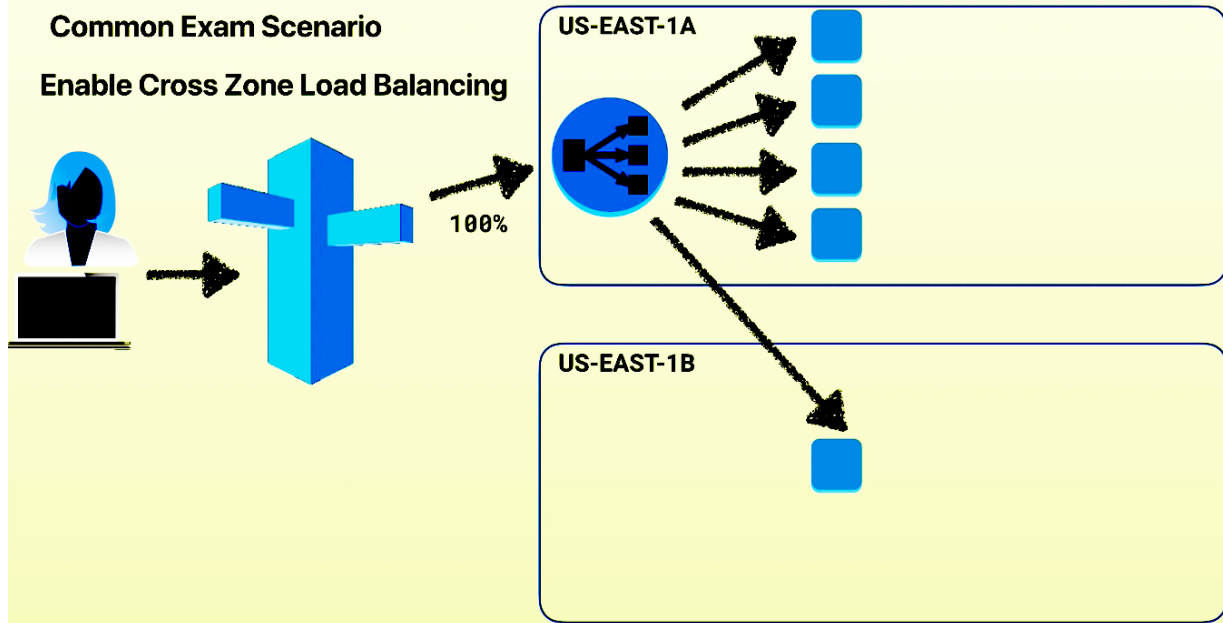 Common Exam Scenario
Enable Cross Zone Load Balancing
US-EAST-1A
100%
US-EAST-1B